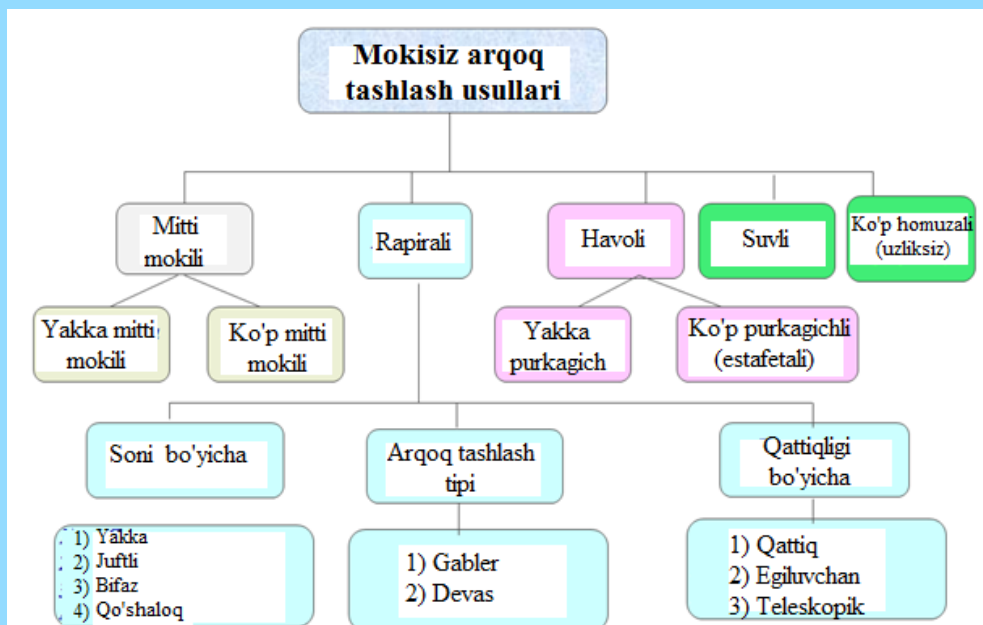 Mokisiz arqoq
tashlash usullari
Mitti
mokili
Rapirali
Havoli
Suvli
Ko'p homuzali
(uzliksiz)
Yakka mitti
mokili
Ko'p mitti
mokili
Yakka
purkagich
Ko'p purkagichli
(estafetali)
Soni bo'yicha
Arqoq tashlash
tipi
Qattiqligi
bo'yicha
1) Yakka
2) Juftli
3) Bifaz
4) Qo'shaloq
1) Gabler
2) Devas
1) Qattiq
2) Egiluvchan
3) Teleskopik